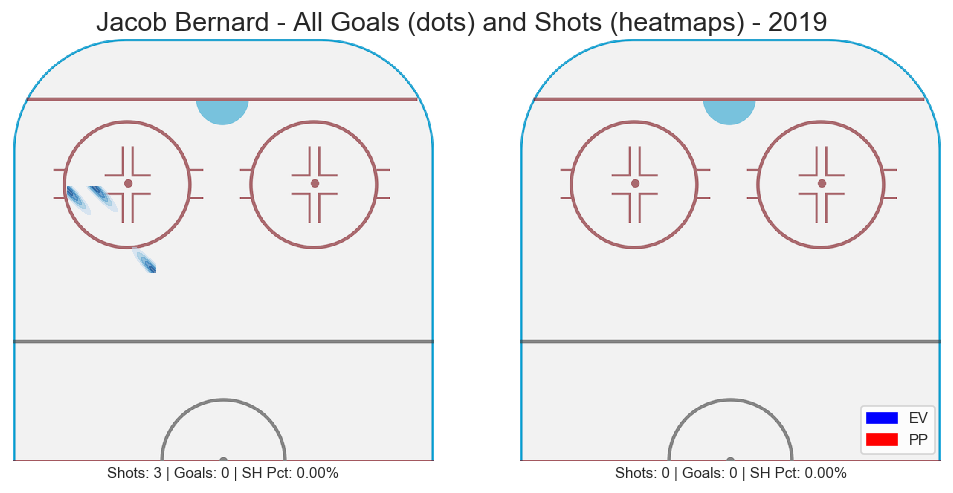 Jacob Bernard - All Goals (dots) and Shots (heatmaps) - 2019
EV
PP
Shots: 3 | Goals: 0 | SH Pct: 0.00%
Shots: 0 | Goals: 0 | SH Pct: 0.00%